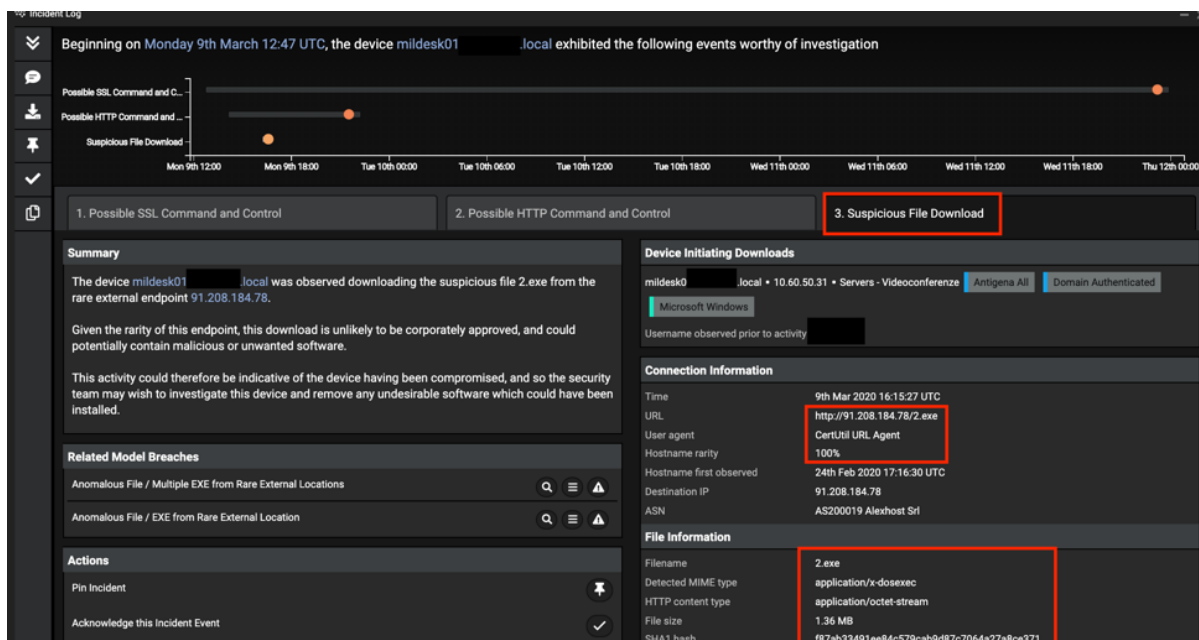 Incident Log
Beginning on Monday 9th March 12:47 UTC, the device mildesk01 .local exhibited the following events worthy of investigation
Possible SSL Command and C...
Possible HTTP Command and ...
Suspicious File Download
Mon 9th 12:00 Mon 9th 18:00 Tue 10th 00:00 Tue 10th 06:00 Tue 10th 12:00 Tue 10th 18:00 Wed 11th 00:00 Wed 11th 06:00 Wed 11th 12:00 Wed 11th 18:00 Thu 12th 00:00
1. Possible SSL Command and Control
2. Possible HTTP Command and Control
3. Suspicious File Download
Summary
The device mildesk01 .local was observed downloading the suspicious file 2.exe from the
rare external endpoint 91.208.184.78.
Given the rarity of this endpoint, this download is unlikely to be corporately approved, and could
potentially contain malicious or unwanted software.
This activity could therefore be indicative of the device having been compromised, and so the security
team may wish to investigate this device and remove any undesirable software which could have been
installed.
Related Model Breaches
Anomalous File / Multiple EXE from Rare External Locations
Anomalous File / EXE from Rare External Location
Actions
Pin Incident
Acknowledge this Incident Event
Device Initiating Downloads
mildesk0 .local • 10.60.50.31 • Servers - Videoconferenze Antigena All Domain Authenticated
Microsoft Windows
Username observed prior to activity
Connection Information
Time 9th Mar 2020 16:15:27 UTC
URL http://91.208.184.78/2.exe
User agent CertUtil URL Agent
Hostname rarity 100%
Hostname first observed 24th Feb 2020 17:16:30 UTC
Destination IP 91.208.184.78
ASN AS200019 Alexhost Srl
File Information
Filename 2.exe
Detected MIME type application/x-dosexec
HTTP content type application/octet-stream
File size 1.36 MB
SHA1 hash f87ab33491ee84c579cab9d87c7064a27a8ce371